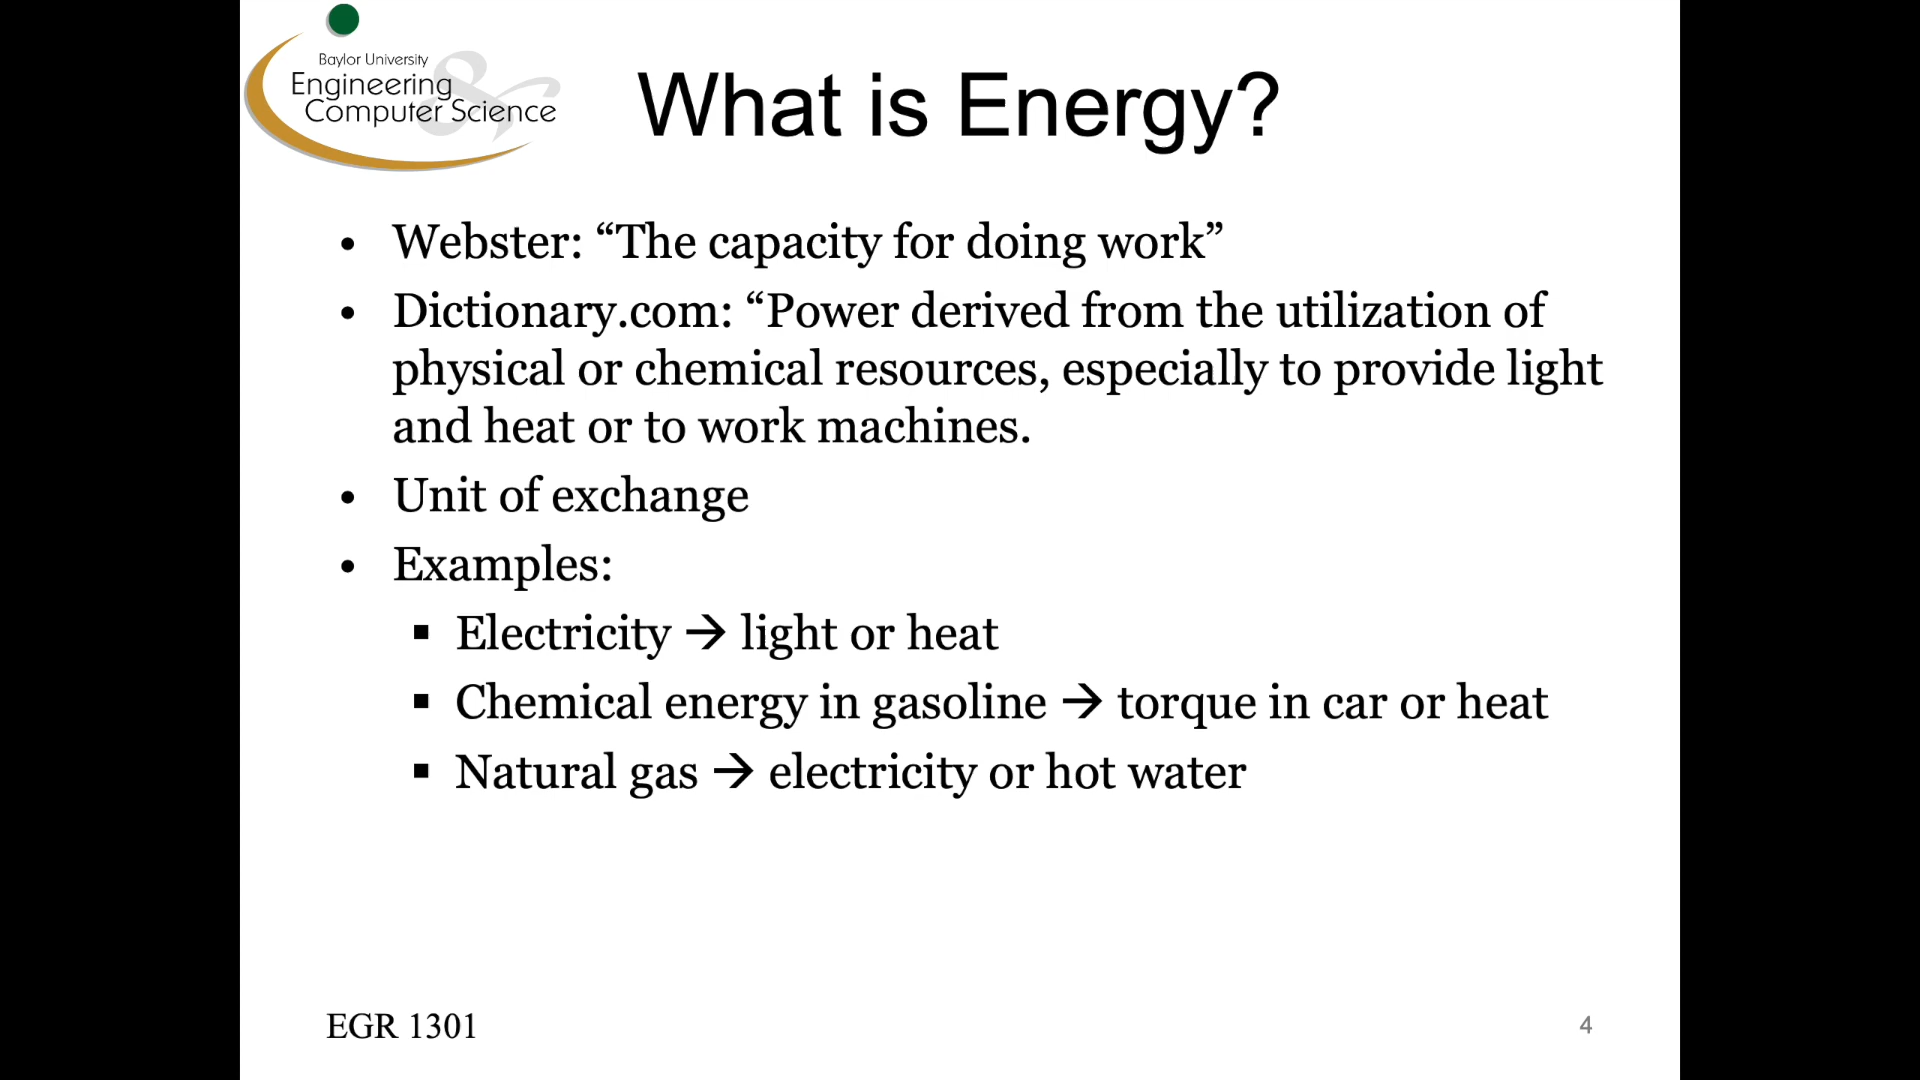 Baylor University
Engineering
Computer Science
&
What is Energy?
• Webster: “The capacity for doing work”
• Dictionary.com: “Power derived from the utilization of
physical or chemical resources, especially to provide light
and heat or to work machines.
• Unit of exchange
• Examples:
▪ Electricity → light or heat
▪ Chemical energy in gasoline → torque in car or heat
▪ Natural gas → electricity or hot water
EGR 1301
4